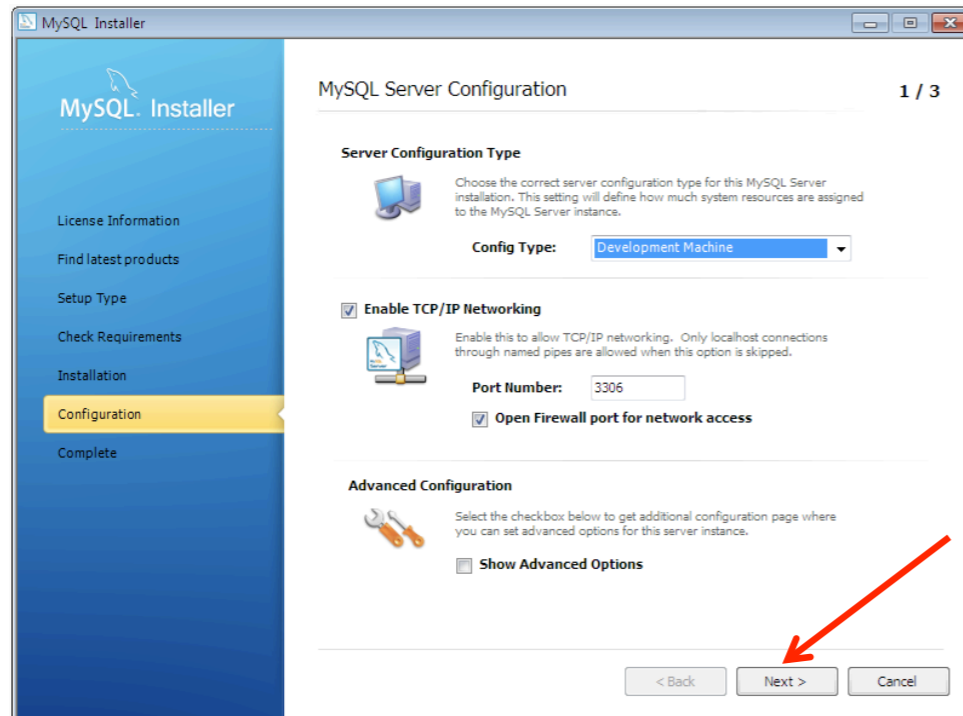 MySQL Installer
MySQL. Installer
License Information
Find latest products
Setup Type
Check Requirements
Installation
Configuration
Complete
MySQL Server Configuration
1 / 3
Server Configuration Type
Choose the correct server configuration type for this MySQL Server
installation. This setting will define how much system resources are assigned
to the MySQL Server instance.
Config Type:
Development Machine
Enable TCP/IP Networking
Enable this to allow TCP/IP networking. Only localhost connections
through named pipes are allowed when this option is skipped.
Port Number:
3306
Open Firewall port for network access
Advanced Configuration
Select the checkbox below to get additional configuration page where
you can set advanced options for this server instance.
Show Advanced Options
< Back
Next >
Cancel